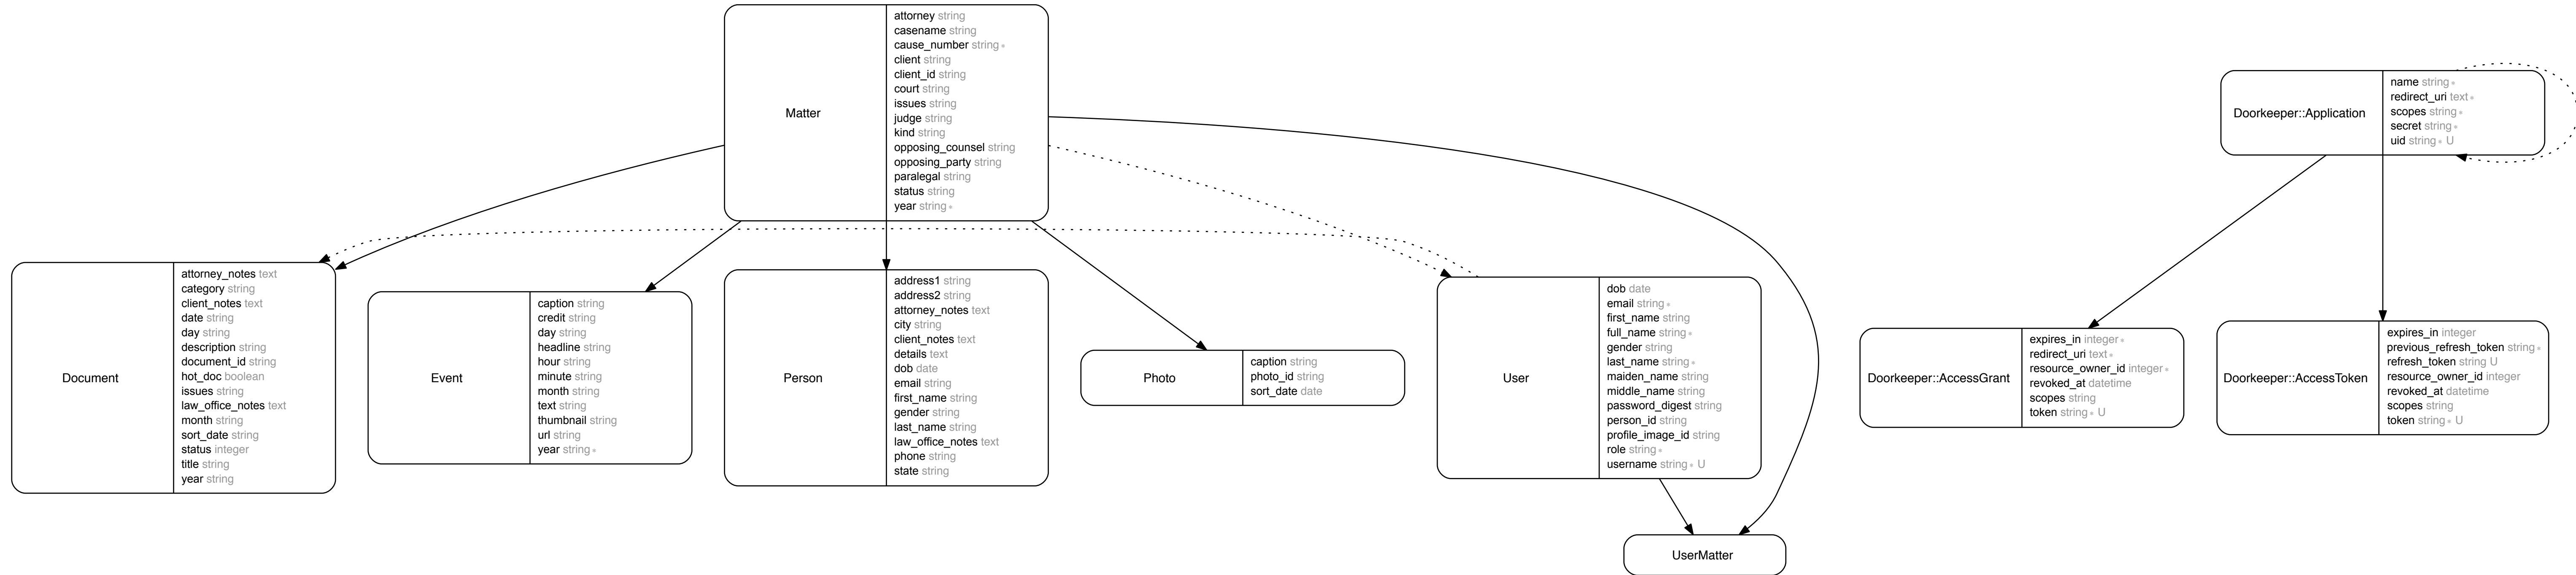 Matter
attorney string
casename string
cause_number string *
client string
client_id string
court string
issues string
judge string
kind string
opposing_counsel string
opposing_party string
paralegal string
status string
year string *
Doorkeeper::Application
name string *
redirect_uri text *
scopes string *
secret string *
uid string * U
Document
attorney_notes text
category string
client_notes text
date string
day string
description string
document_id string
hot_doc boolean
issues string
law_office_notes text
month string
sort_date string
status integer
title string
year string
Event
caption string
credit string
day string
headline string
hour string
minute string
month string
text string
thumbnail string
url string
year string *
Person
address1 string
address2 string
attorney_notes text
city string
client_notes text
details text
dob date
email string
first_name string
gender string
last_name string
law_office_notes text
phone string
state string
Photo
caption string
photo_id string
sort_date date
User
dob date
email string *
first_name string
full_name string *
gender string
last_name string *
maiden_name string
middle_name string
password_digest string
person_id string
profile_image_id string
role string *
username string * U
Doorkeeper::AccessGrant
expires_in integer *
redirect_uri text *
resource_owner_id integer *
revoked_at datetime
scopes string
token string * U
Doorkeeper::AccessToken
expires_in integer
previous_refresh_token string *
refresh_token string U
resource_owner_id integer
revoked_at datetime
scopes string
token string * U
UserMatter